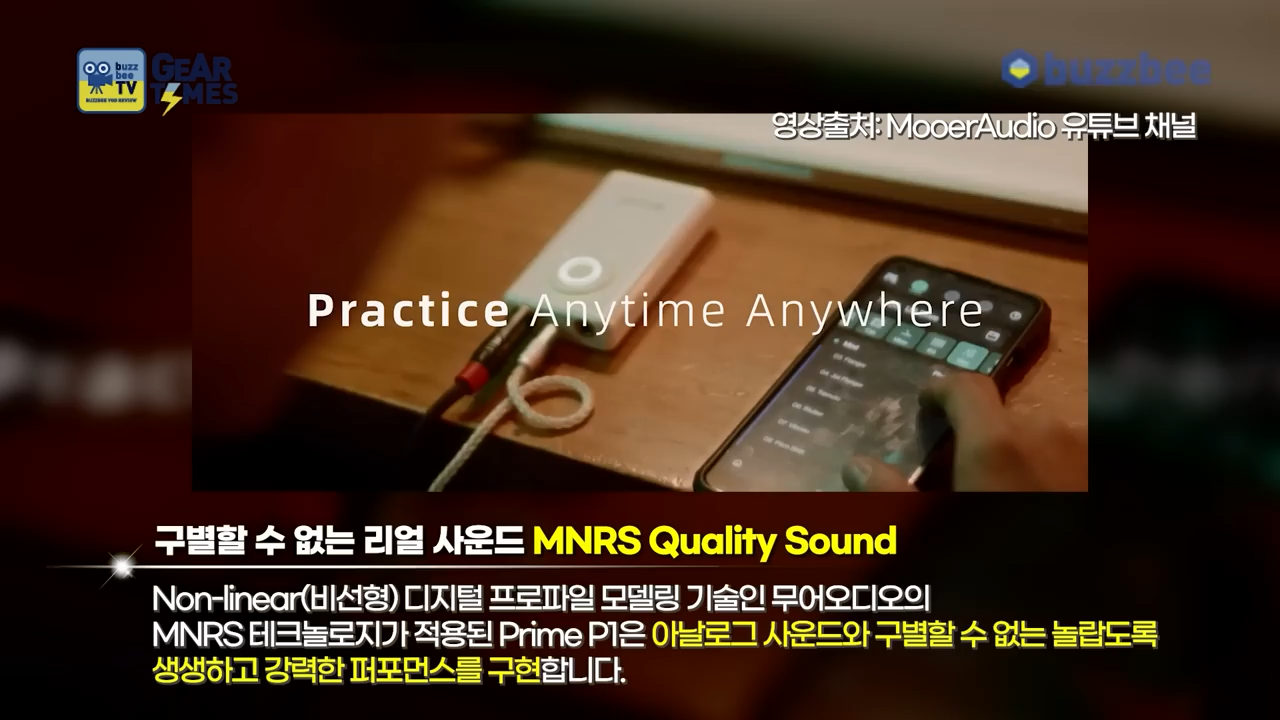 buzz
bee
TV
BUZZBEE VOD REVIEW
GEAR
TIMES
buzzbee
영상출처: MooerAudio 유튜브 채널
Practice Anytime Anywhere
구별할 수 없는 리얼 사운드 MNRS Quality Sound
Non-linear(비선형) 디지털 프로파일 모델링 기술인 무어오디오의
MNRS 테크놀로지가 적용된 Prime P1은 아날로그 사운드와 구별할 수 없는 놀랍도록
생생하고 강력한 퍼포먼스를 구현합니다.